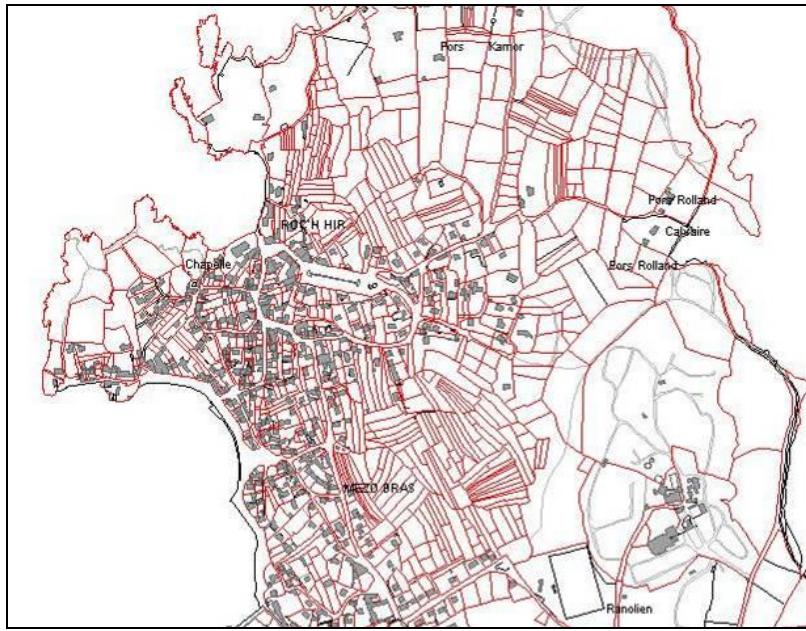 Pors Kamor
Pors Rolland
ROC'H HIR
Calvaire
Chapelle
Pors Rolland
MEZO BRAS
Ranolien